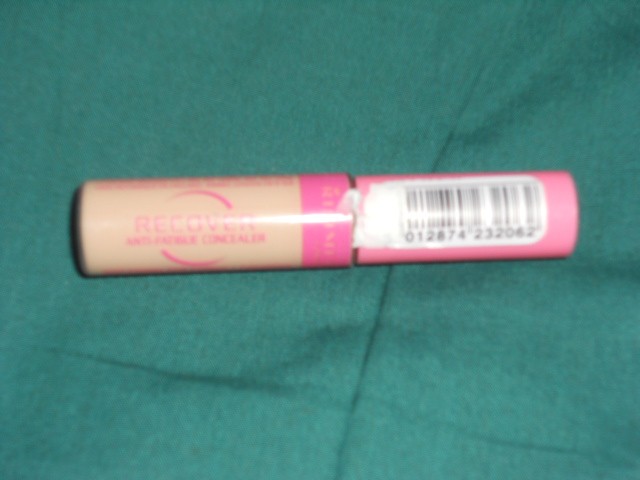 RECOVER
ANTI-FATIGUE CONCEALER
012874 232062